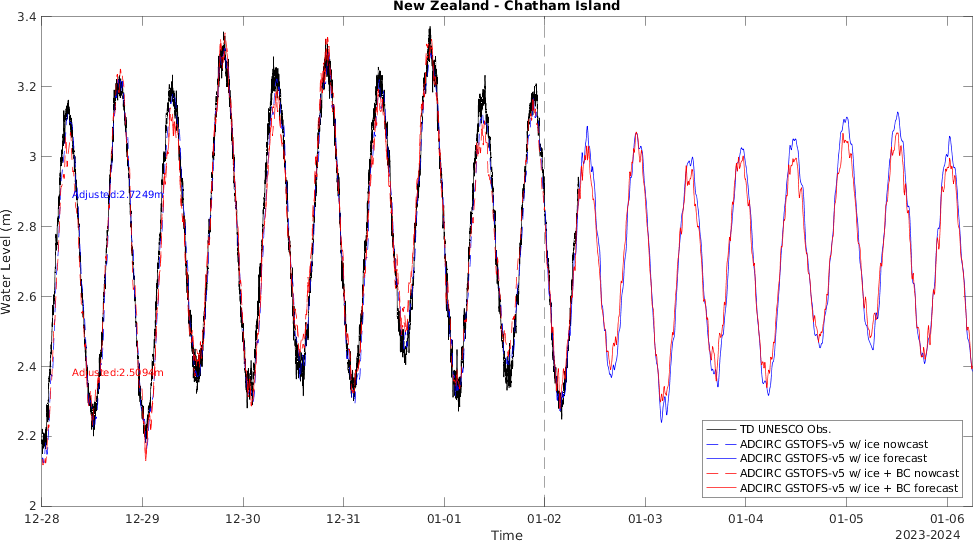 New Zealand - Chatham Island
Water Level (m)
3.4
3.2
3
2.8
2.6
2.4
2.2
2
Adjusted:2.7249m
Adjusted:2.5094m
TD UNESCO Obs.
ADCIRC GSTOFS-v5 w/ ice nowcast
ADCIRC GSTOFS-v5 w/ ice forecast
ADCIRC GSTOFS-v5 w/ ice + BC nowcast
ADCIRC GSTOFS-v5 w/ ice + BC forecast
12-28 12-29 12-30 12-31 01-01 01-02 01-03 01-04 01-05 01-06
Time
2023-2024